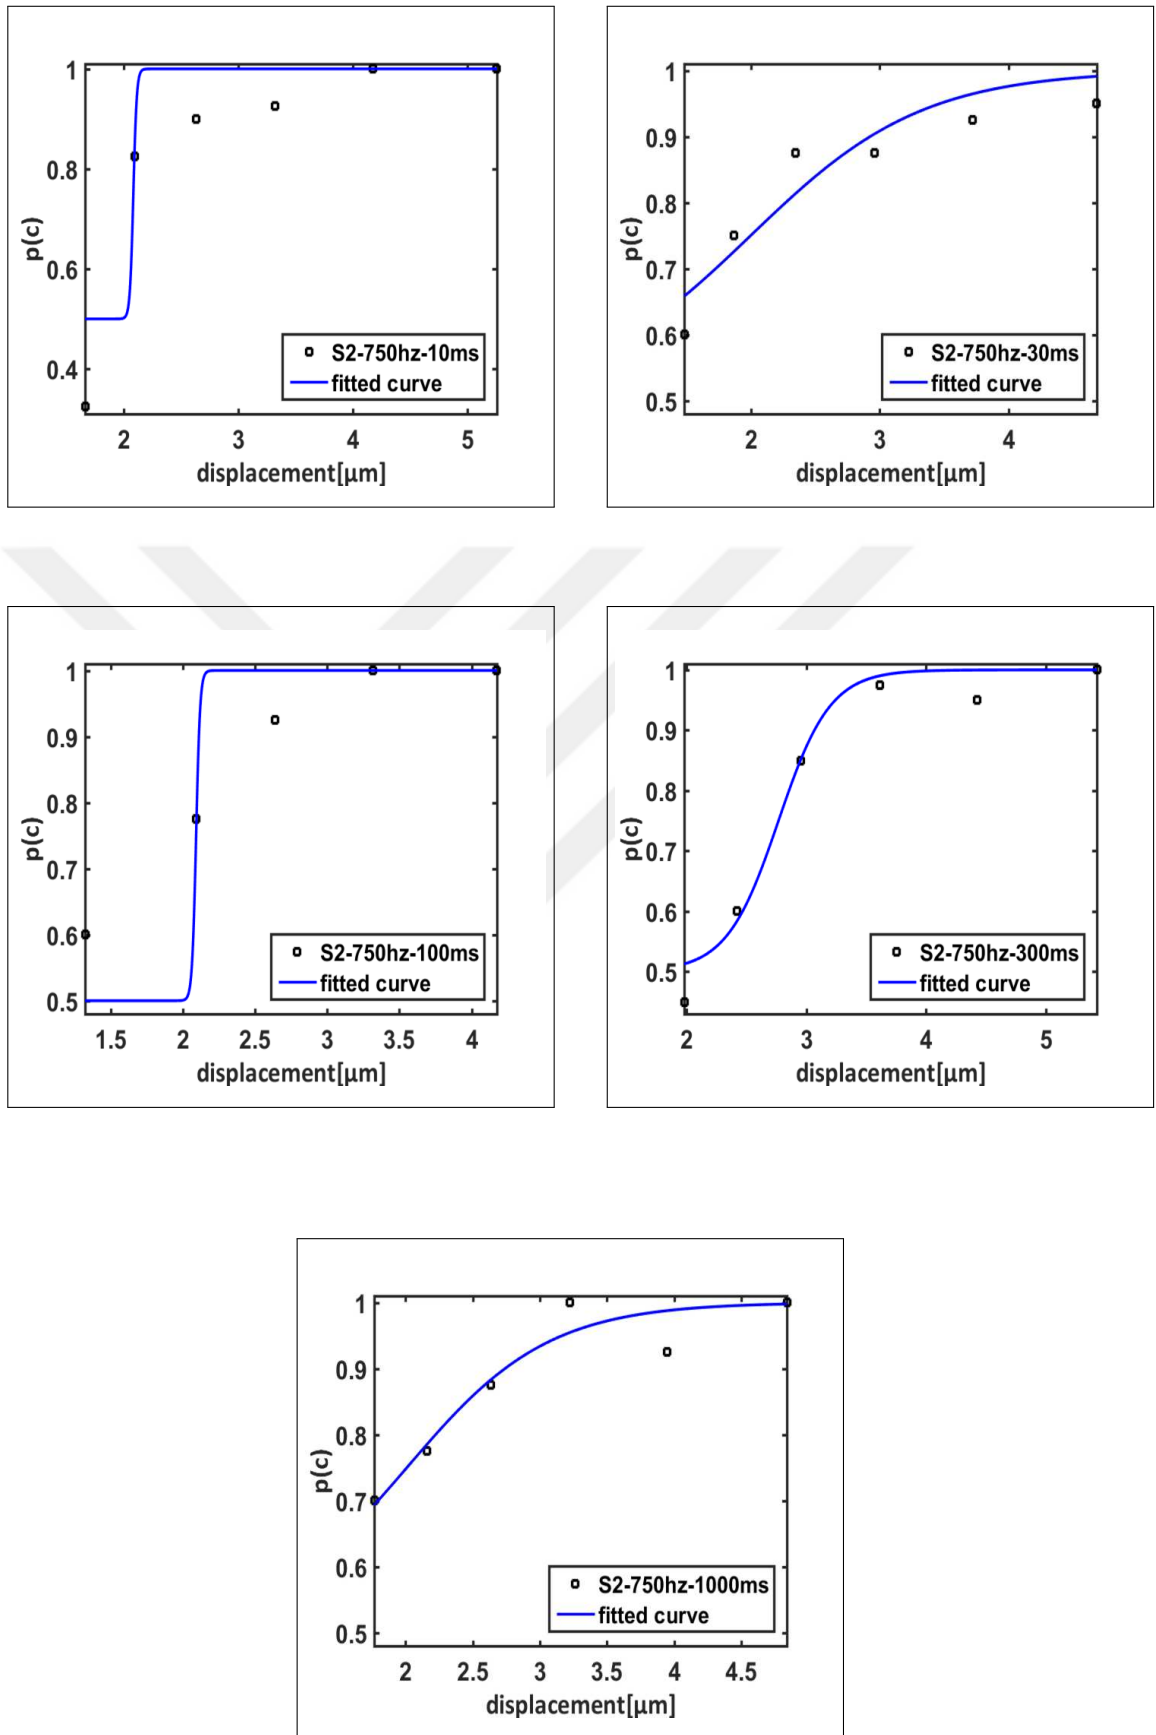 1
0.8
0.6
0.4
p(c)
2 3 4 5
displacement[µm]
S2-750hz-10ms
fitted curve
1
0.9
0.8
0.7
0.6
0.5
p(c)
2 3 4
displacement[µm]
S2-750hz-30ms
fitted curve
1
0.9
0.8
0.7
0.6
0.5
p(c)
1.5 2 2.5 3 3.5 4
displacement[µm]
S2-750hz-100ms
fitted curve
1
0.9
0.8
0.7
0.6
0.5
p(c)
2 3 4 5
displacement[µm]
S2-750hz-300ms
fitted curve
1
0.9
0.8
0.7
0.6
0.5
p(c)
2 2.5 3 3.5 4 4.5
displacement[µm]
S2-750hz-1000ms
fitted curve